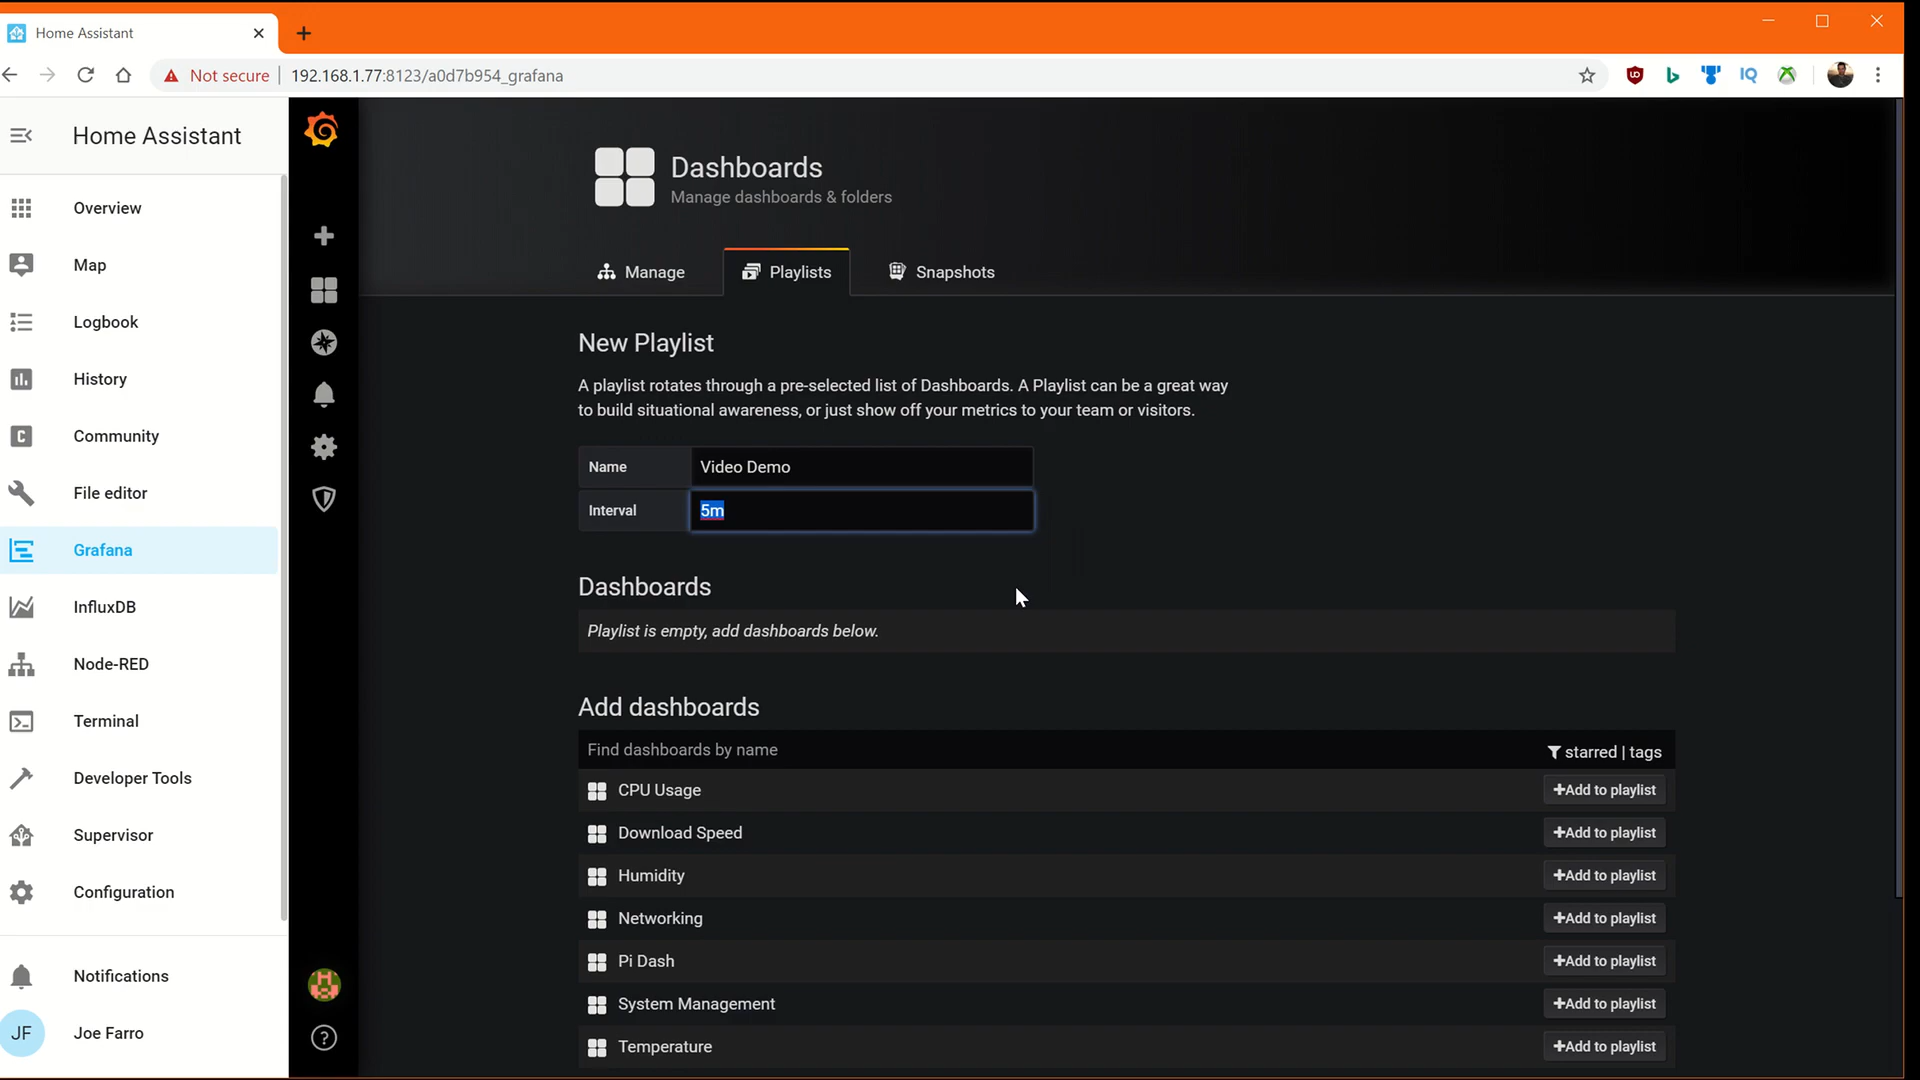 Home Assistant
Not secure
192.168.1.77:8123/a0d7b954_grafana
IQ
Home Assistant
Overview
Map
Logbook
History
Community
File editor
Grafana
InfluxDB
Node-RED
Terminal
Developer Tools
Supervisor
Configuration
Notifications
JF
Joe Farro
Dashboards
Manage dashboards & folders
Manage
Playlists
Snapshots
New Playlist
A playlist rotates through a pre-selected list of Dashboards. A Playlist can be a great way
to build situational awareness, or just show off your metrics to your team or visitors.
Name
Video Demo
Interval
5m
Dashboards
Playlist is empty, add dashboards below.
Add dashboards
Find dashboards by name
starred | tags
CPU Usage
+Add to playlist
Download Speed
+Add to playlist
Humidity
+Add to playlist
Networking
+Add to playlist
Pi Dash
+Add to playlist
System Management
+Add to playlist
Temperature
+Add to playlist